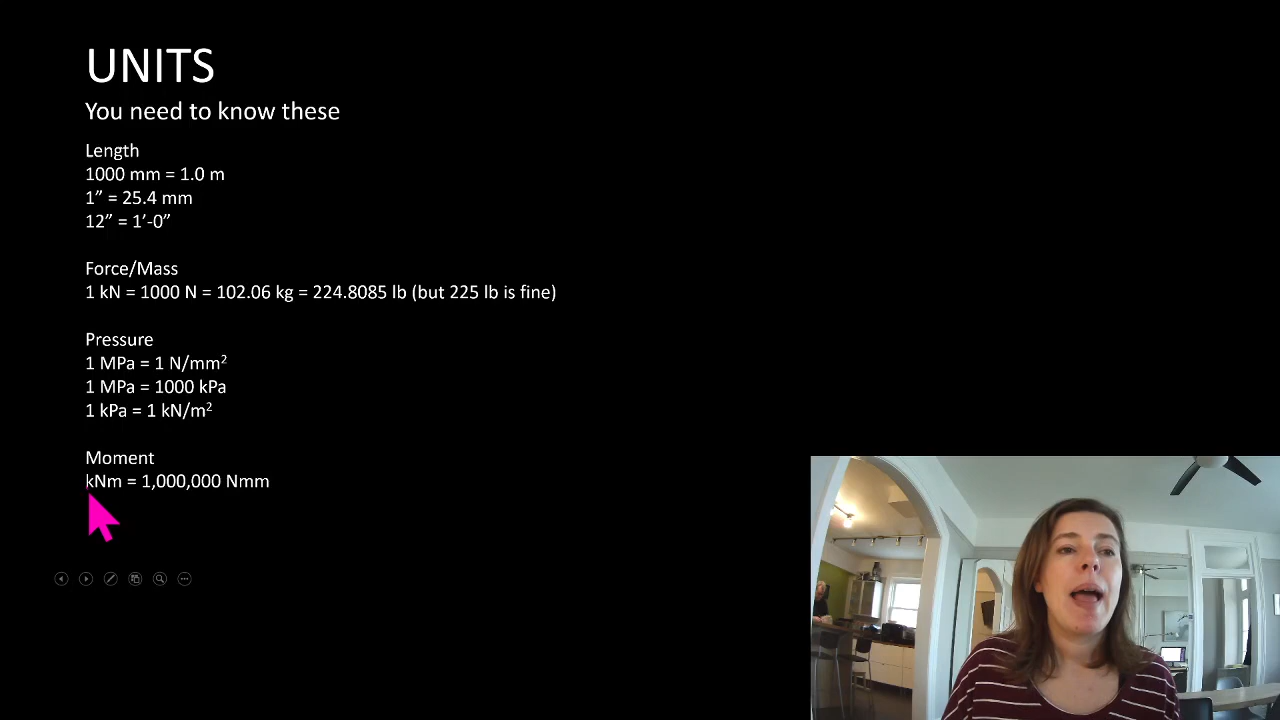 UNITS
You need to know these
Length
1000 mm = 1.0 m
1” = 25.4 mm
12” = 1’-0”
Force/Mass
1 kN = 1000 N = 102.06 kg = 224.8085 lb (but 225 lb is fine)
Pressure
1 MPa = 1 N/mm²
1 MPa = 1000 kPa
1 kPa = 1 kN/m²
Moment
kNm = 1,000,000 Nmm